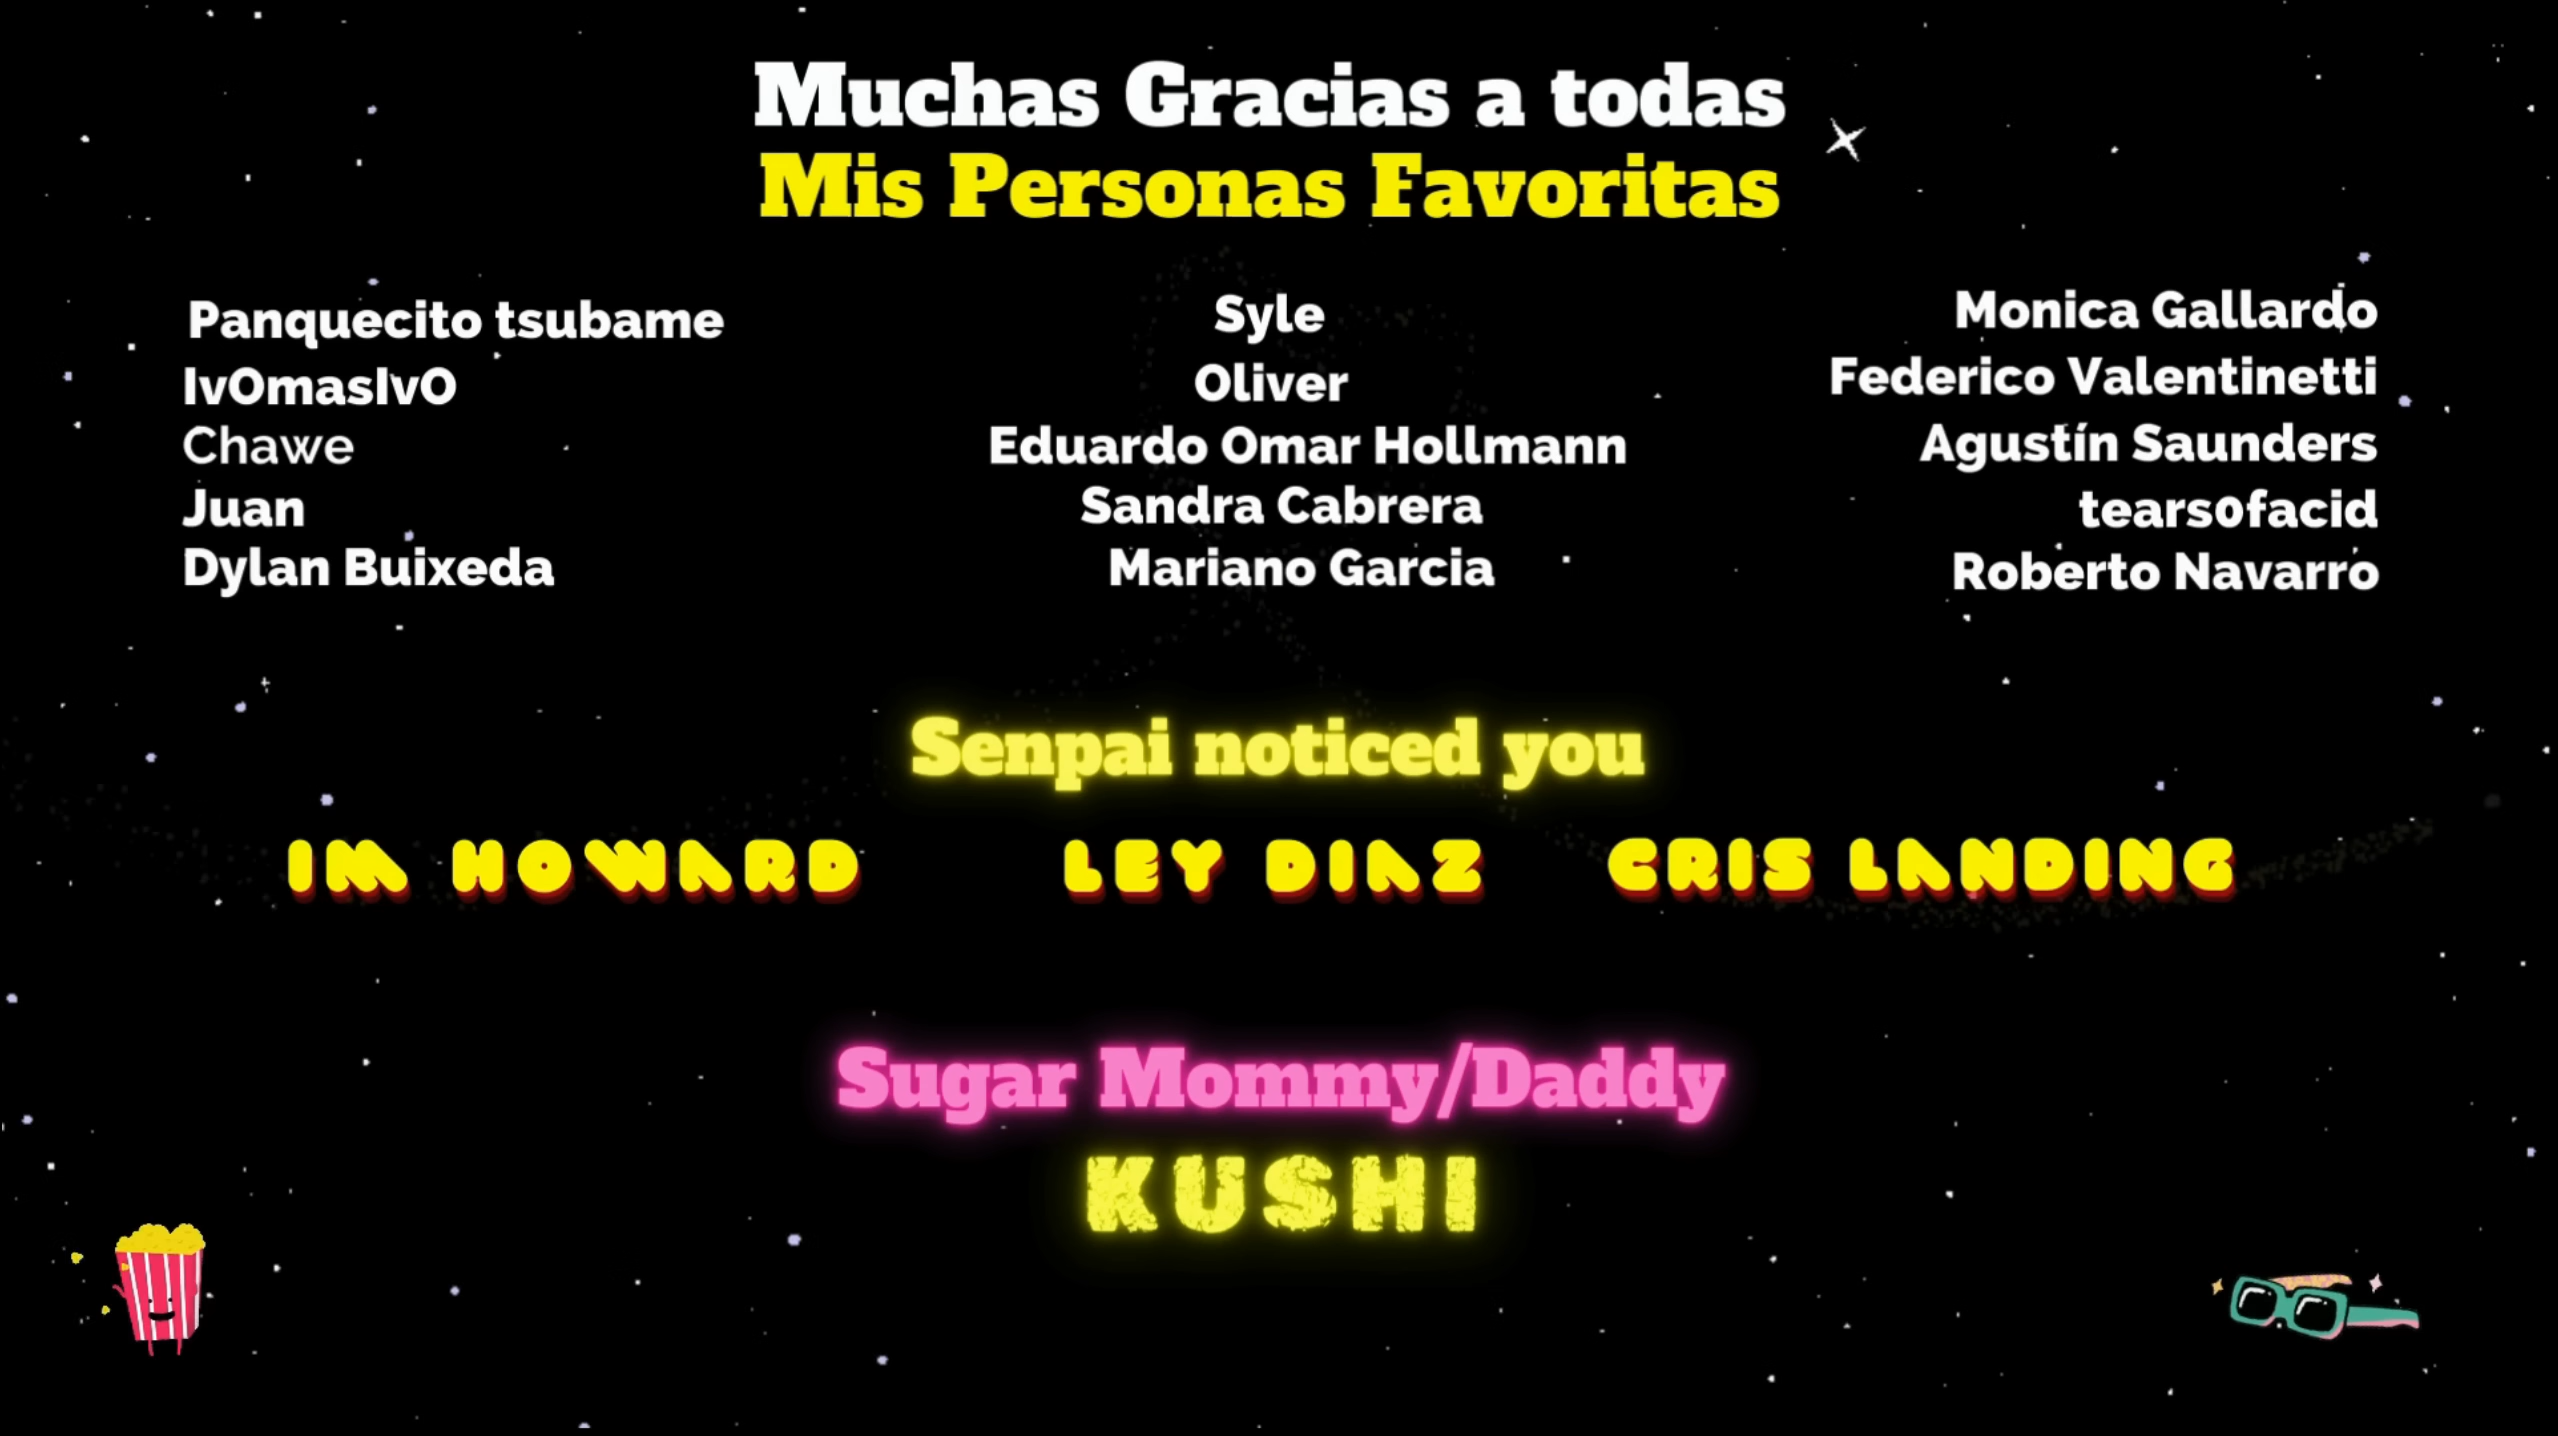 Muchas Gracias a todas
Mis Personas Favoritas
Panquecito tsubame
IvOmasIvO
Chawe
Juan
Dylan Buixeda
Syle
Oliver
Eduardo Omar Hollmann
Sandra Cabrera
Mariano Garcia
Monica Gallardo
Federico Valentinetti
Agustín Saunders
tears0facid
Roberto Navarro
Senpai noticed you
IM HOWARD LEY DIAZ CRIS LANDING
Sugar Mommy/Daddy
KUSHI